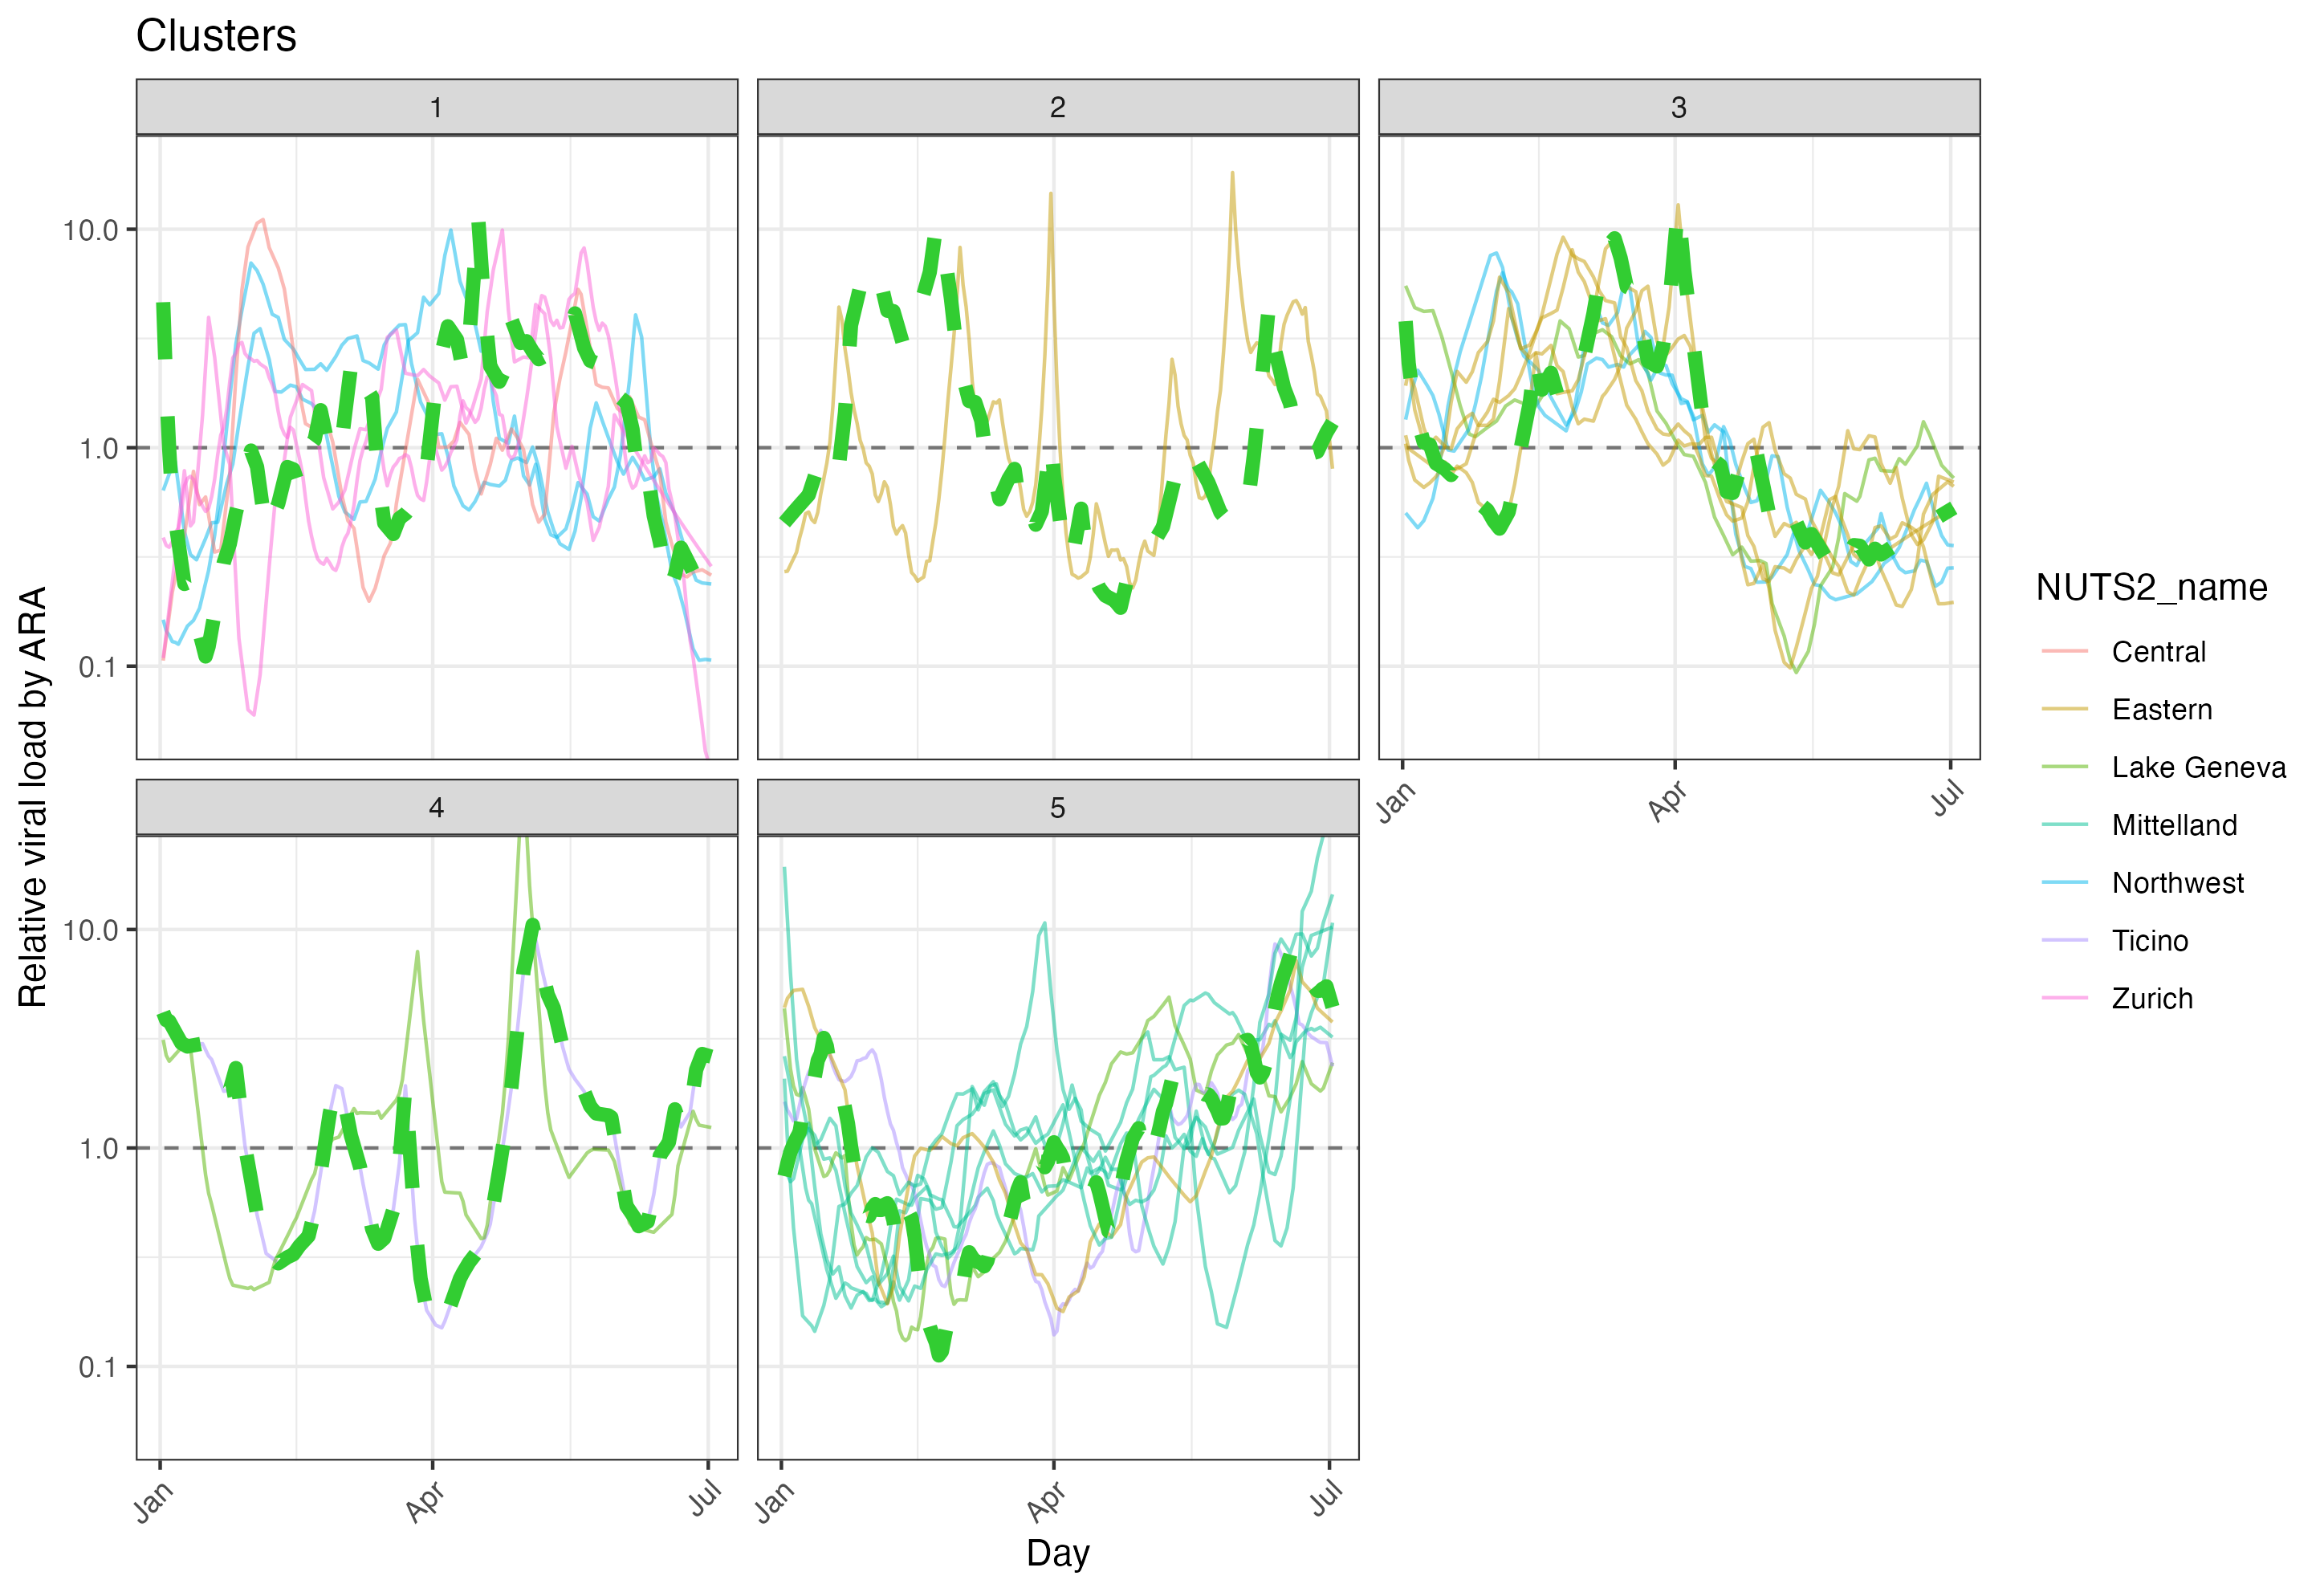 Clusters
1
2
3
10.0
1.0
0.1
Jan
Apr
Jul
4
5
10.0
1.0
0.1
Jan
Apr
Jul
Jan
Apr
Jul
Relative viral load by ARA
Day
NUTS2_name
Central
Eastern
Lake Geneva
Mittelland
Northwest
Ticino
Zurich